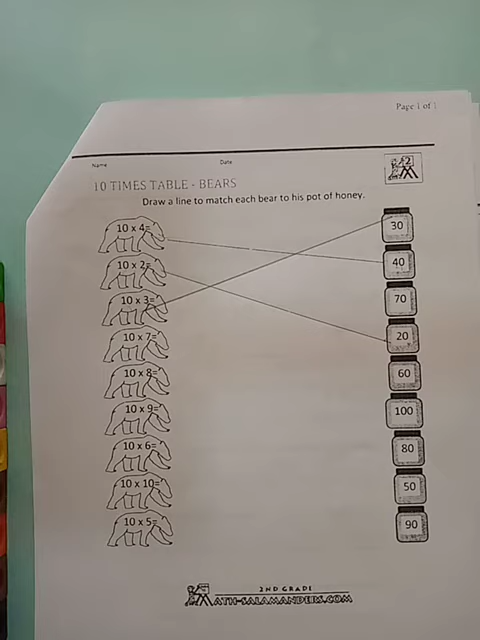 Page 1 of 1
Name Date
10 TIMES TABLE - BEARS
Draw a line to match each bear to his pot of honey.
10 x 4= 30
10 x 2= 40
10 x 3= 70
10 x 7= 20
10 x 8= 60
10 x 9= 100
10 x 6= 80
10 x 10= 50
10 x 5= 90
2ND GRADE
MATH-SALAMANDERS.COM